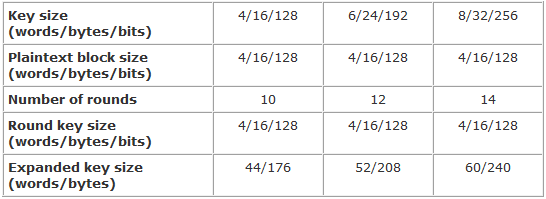 Key size 4/16/128 6/24/192 8/32/256
(words/bytes/bits)
Plaintext block size 4/16/128 4/16/128 4/16/128
(words/bytes/bits)
Number of rounds 10 12 14
Round key size 4/16/128 4/16/128 4/16/128
(words/bytes/bits)
Expanded key size 44/176 52/208 60/240
(words/bytes)